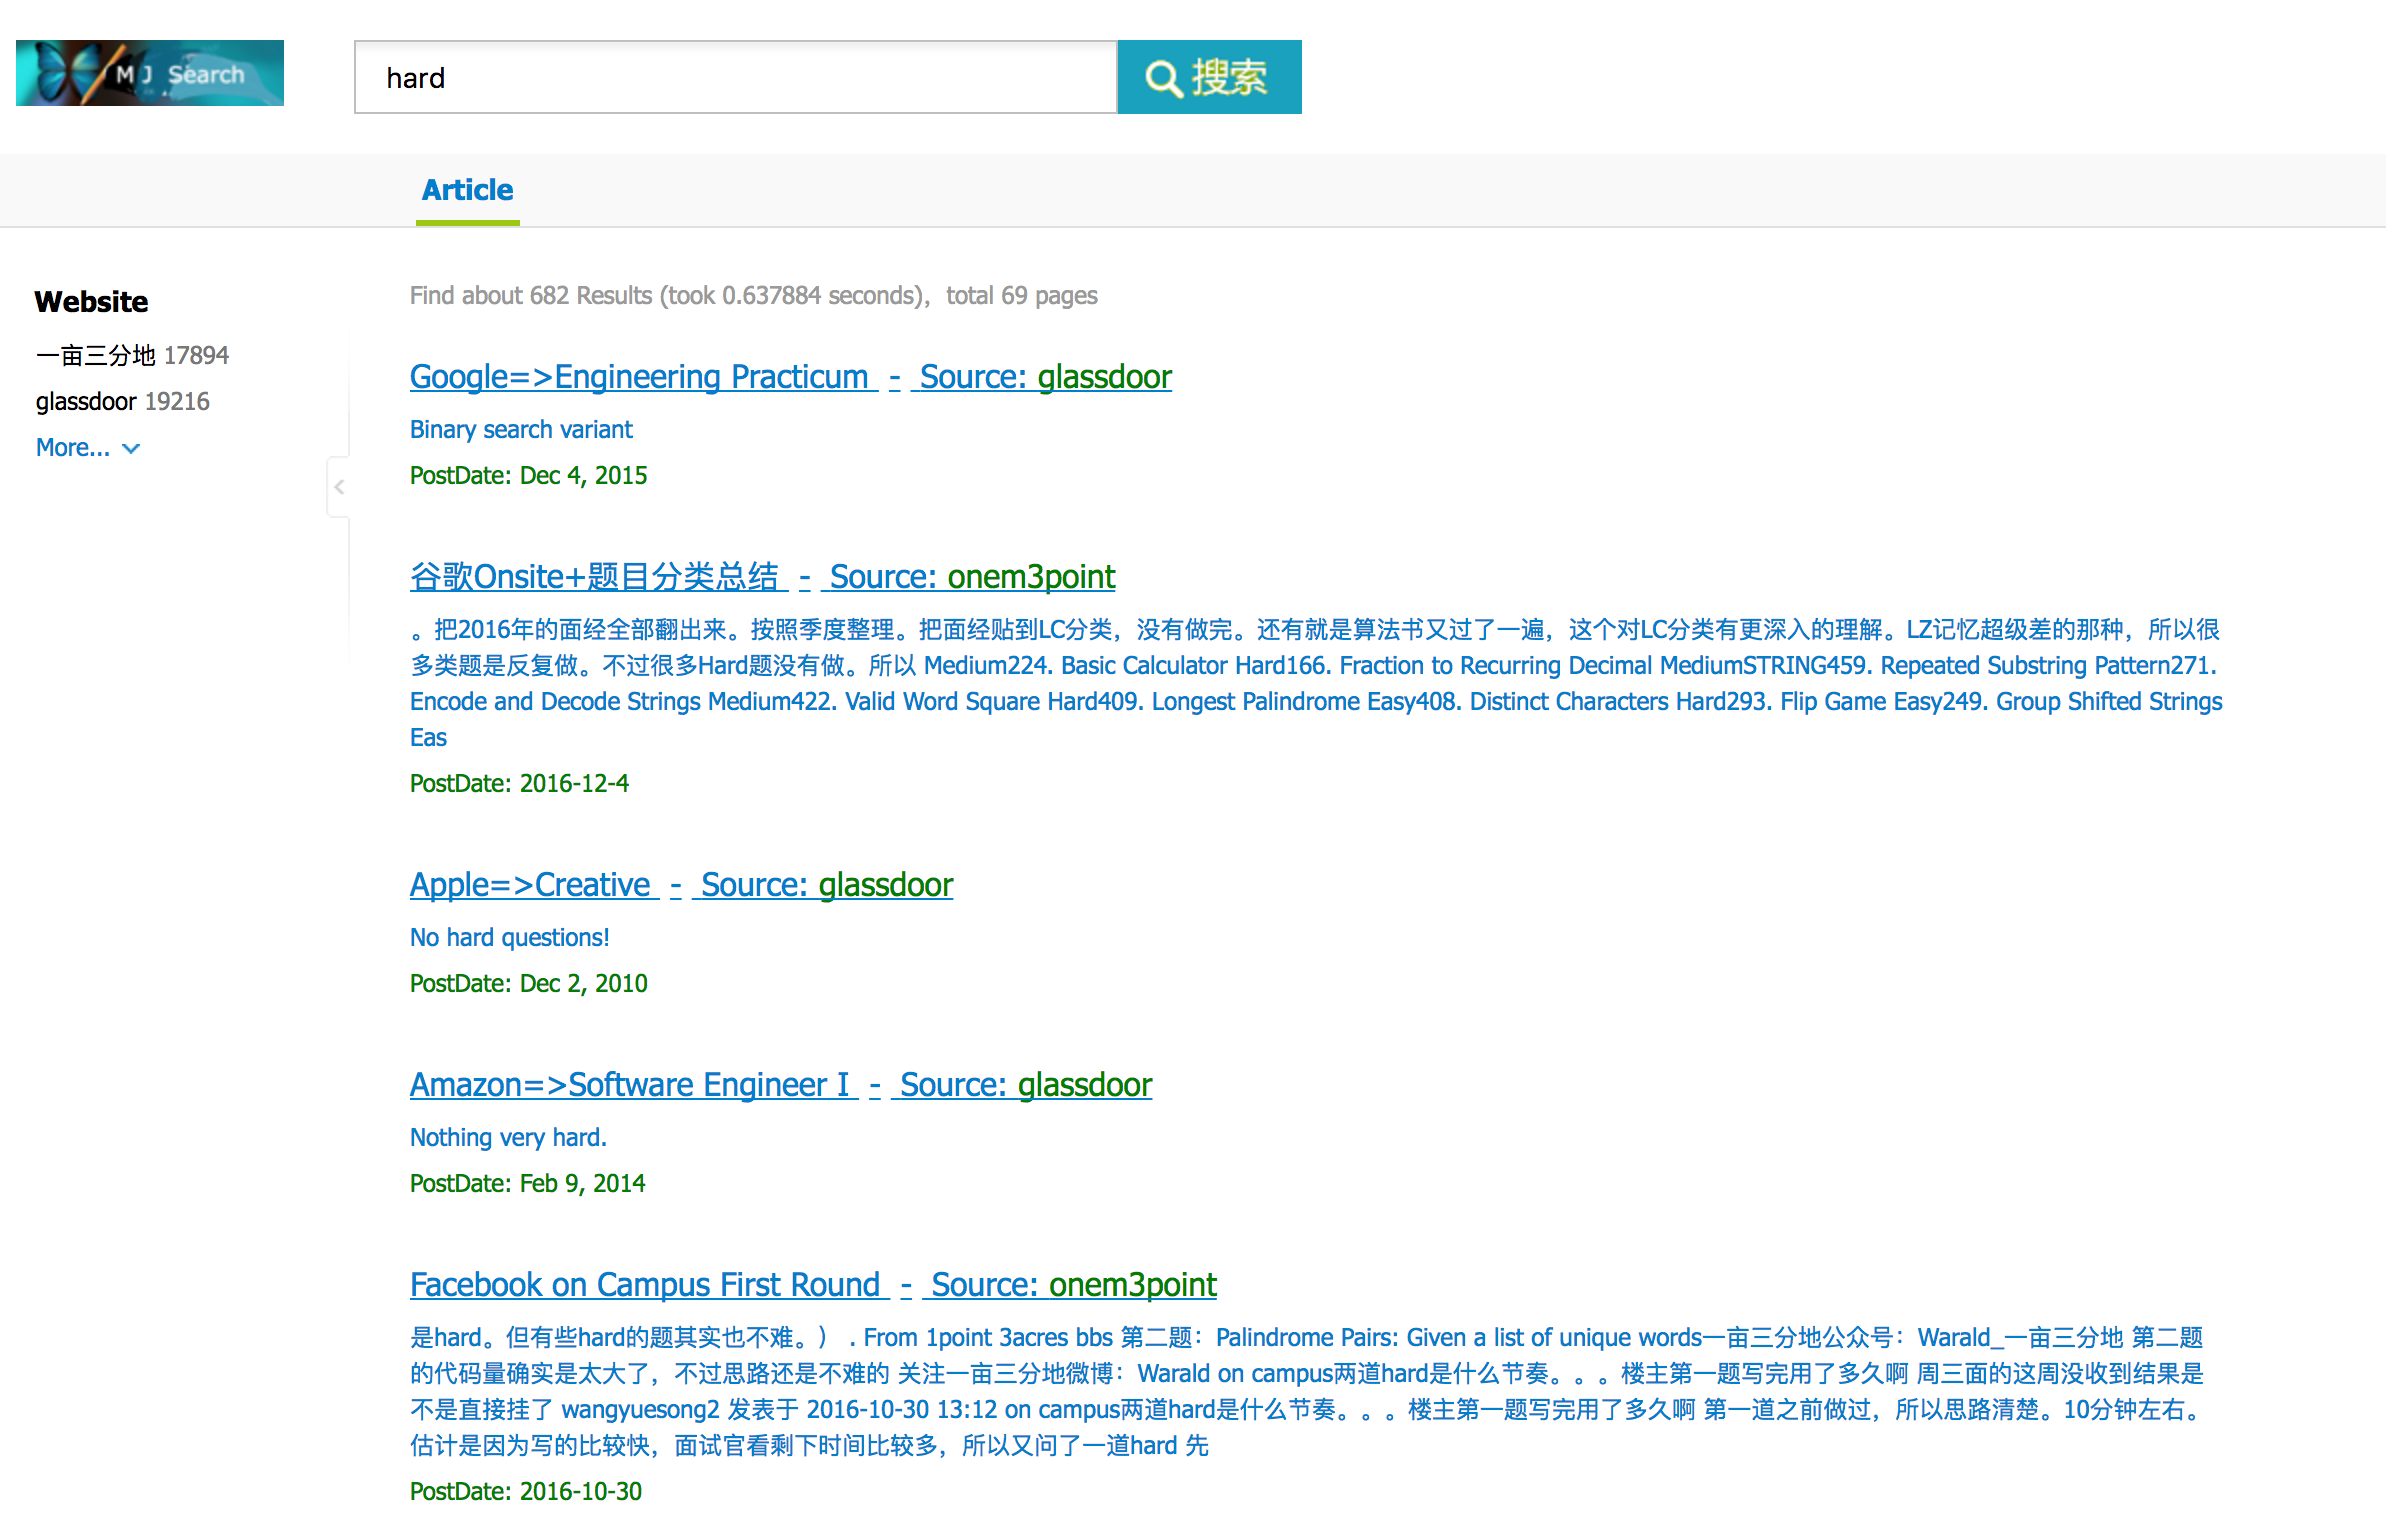 M J Search
hard
搜索
Article
Website
一亩三分地 17894
glassdoor 19216
More...
Find about 682 Results (took 0.637884 seconds)，total 69 pages
Google=>Engineering Practicum - Source: glassdoor
Binary search variant
PostDate: Dec 4, 2015
谷歌Onsite+题目分类总结 - Source: onem3point
。把2016年的面经全部翻出来。按照季度整理。把面经贴到LC分类，没有做完。还有就是算法书又过了一遍，这个对LC分类有更深入的理解。LZ记忆超级差的那种，所以很
多类题是反复做。不过很多Hard题没有做。所以 Medium224. Basic Calculator Hard166. Fraction to Recurring Decimal MediumSTRING459. Repeated Substring Pattern271.
Encode and Decode Strings Medium422. Valid Word Square Hard409. Longest Palindrome Easy408. Distinct Characters Hard293. Flip Game Easy249. Group Shifted Strings
Eas
PostDate: 2016-12-4
Apple=>Creative - Source: glassdoor
No hard questions!
PostDate: Dec 2, 2010
Amazon=>Software Engineer I - Source: glassdoor
Nothing very hard.
PostDate: Feb 9, 2014
Facebook on Campus First Round - Source: onem3point
是hard。但有些hard的题其实也不难。） . From 1point 3acres bbs 第二题：Palindrome Pairs: Given a list of unique words一亩三分地公众号：Warald_一亩三分地 第二题
的代码量确实是太大了，不过思路还是不难的 关注一亩三分地微博：Warald on campus两道hard是什么节奏。。。楼主第一题写完用了多久啊 周三面的这周没收到结果是
不是直接挂了 wangyuesong2 发表于 2016-10-30 13:12 on campus两道hard是什么节奏。。。楼主第一题写完用了多久啊 第一道之前做过，所以思路清楚。10分钟左右。
估计是因为写的比较快，面试官看剩下时间比较多，所以又问了一道hard 先
PostDate: 2016-10-30